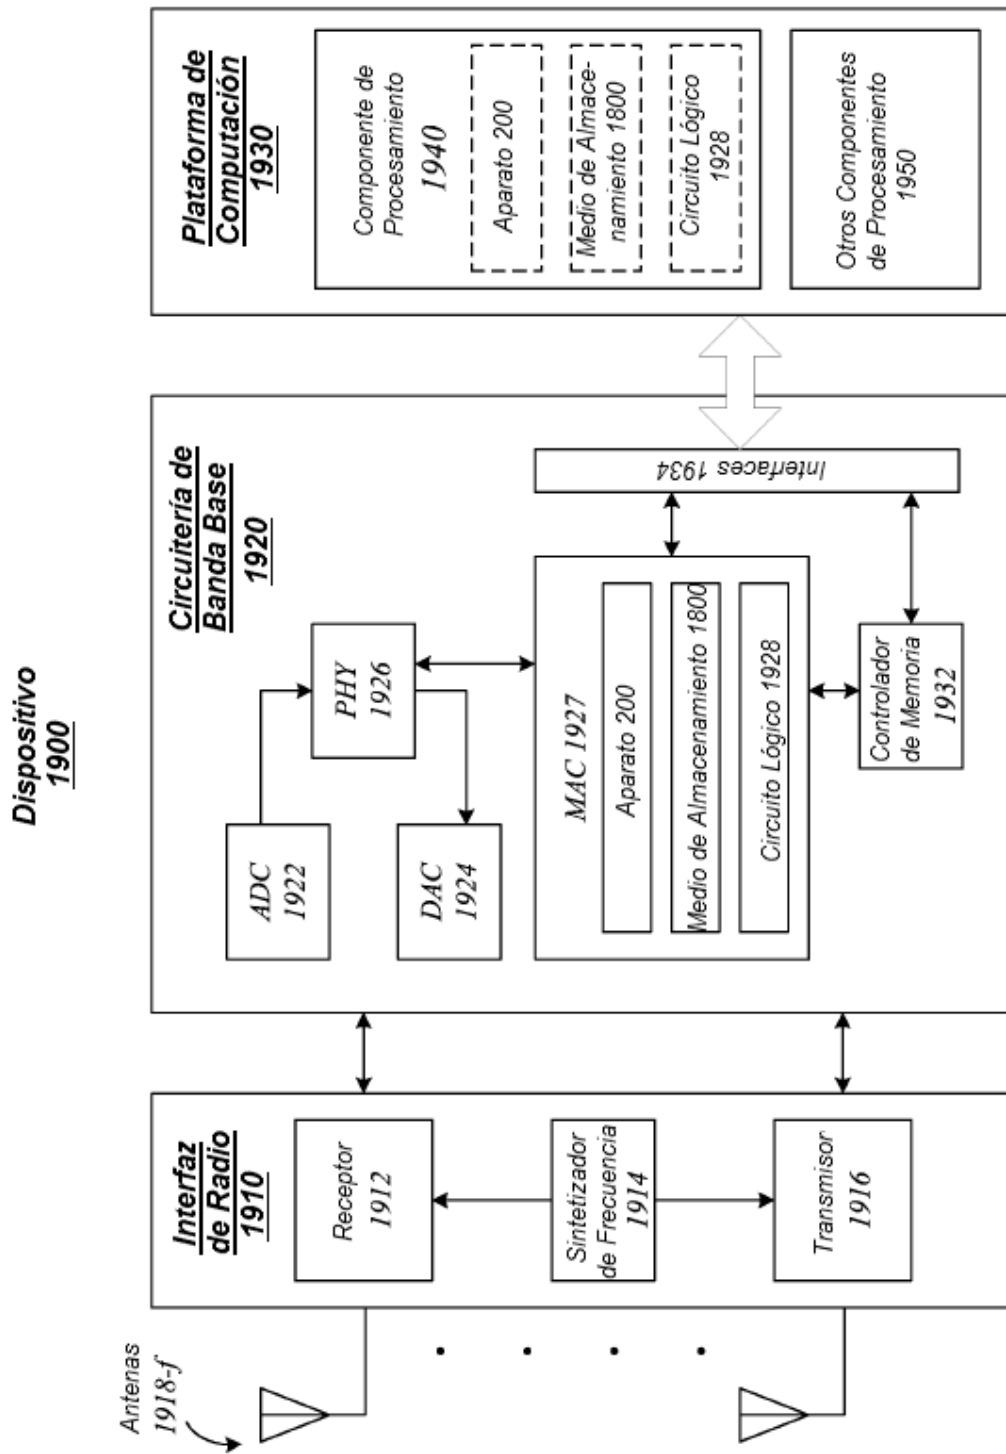 Dispositivo
1900
Antenas
1918-f
Interfaz
de Radio
1910
Receptor
1912
Sintetizador
de Frecuencia
1914
Transmisor
1916
Circuitería de
Banda Base
1920
ADC
1922
PHY
1926
DAC
1924
MAC 1927
Aparato 200
Medio de Almacenamiento 1800
Circuito Lógico 1928
Controlador
de Memoria
1932
Interfaces 1934
Plataforma de
Computación
1930
Componente de
Procesamiento
1940
Aparato 200
Medio de Almace-
namiento 1800
Circuito Lógico
1928
Otros Componentes
de Procesamiento
1950